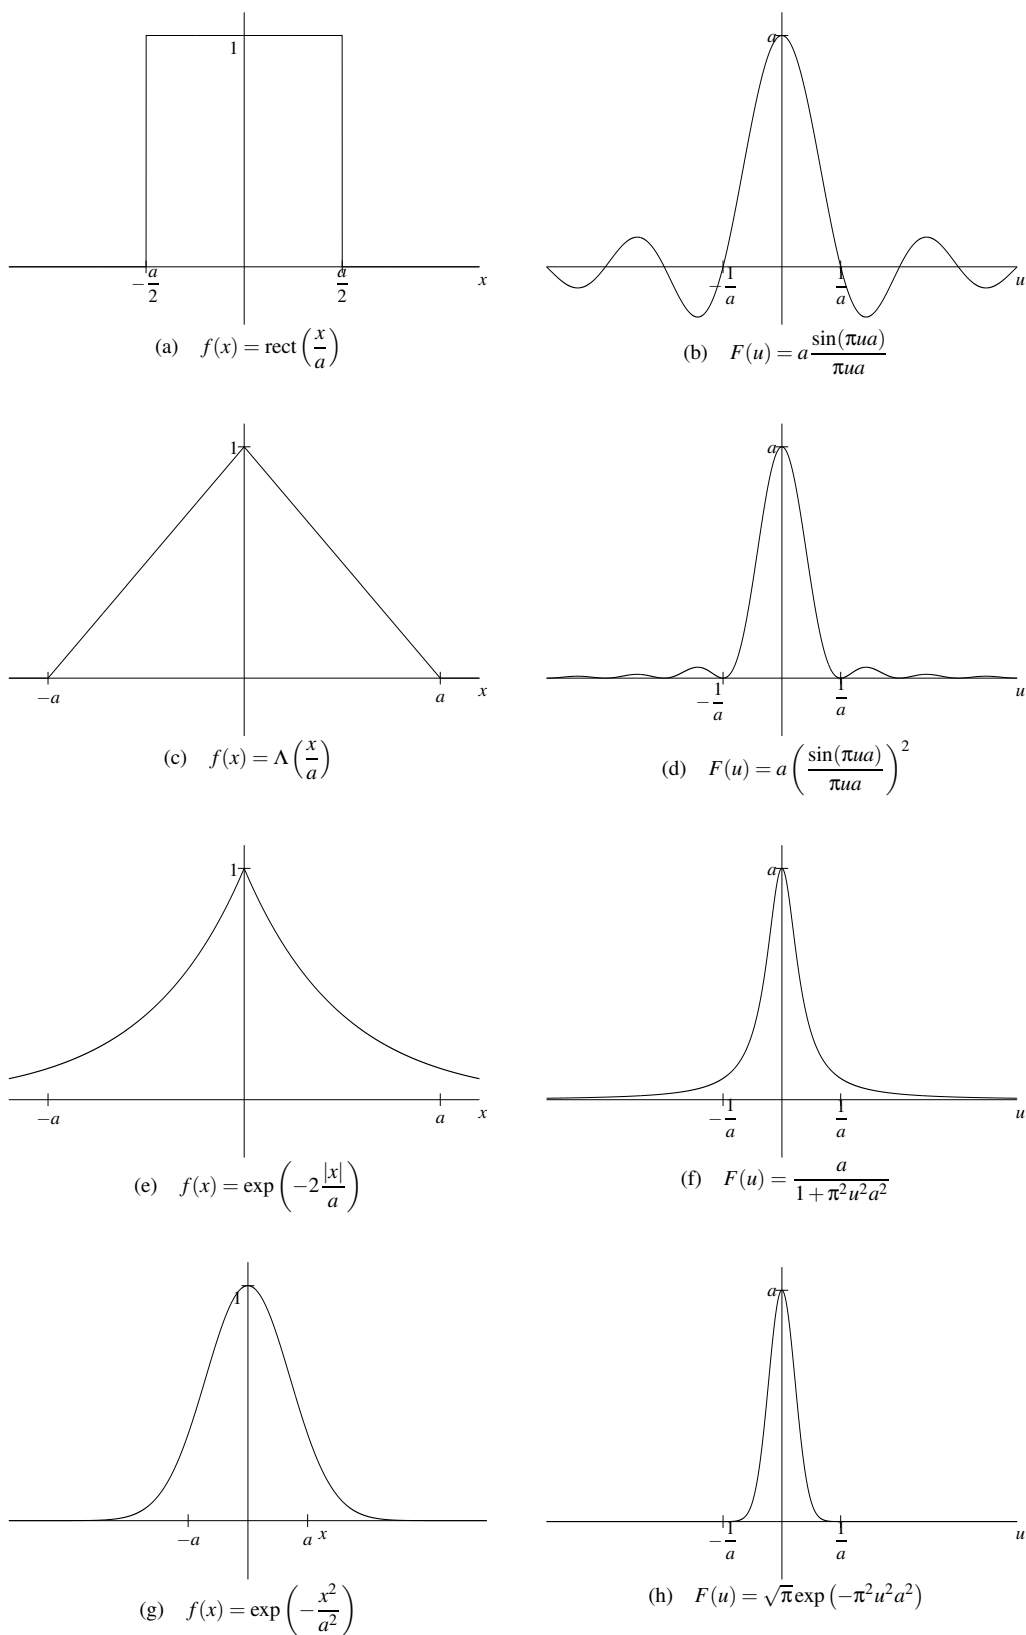 1
−a/2 a/2 x
(a) f(x) = rect(x/a)
a
−1/a 1/a u
(b) F(u) = a sin(πua)/πua
1
−a a x
(c) f(x) = Λ(x/a)
a
−1/a 1/a u
(d) F(u) = a (sin(πua)/πua)²
1
−a a x
(e) f(x) = exp(−2|x|/a)
a
−1/a 1/a u
(f) F(u) = a/(1 + π²u²a²)
1
−a a x
(g) f(x) = exp(−x²/a²)
a
−1/a 1/a u
(h) F(u) = √π exp(−π²u²a²)